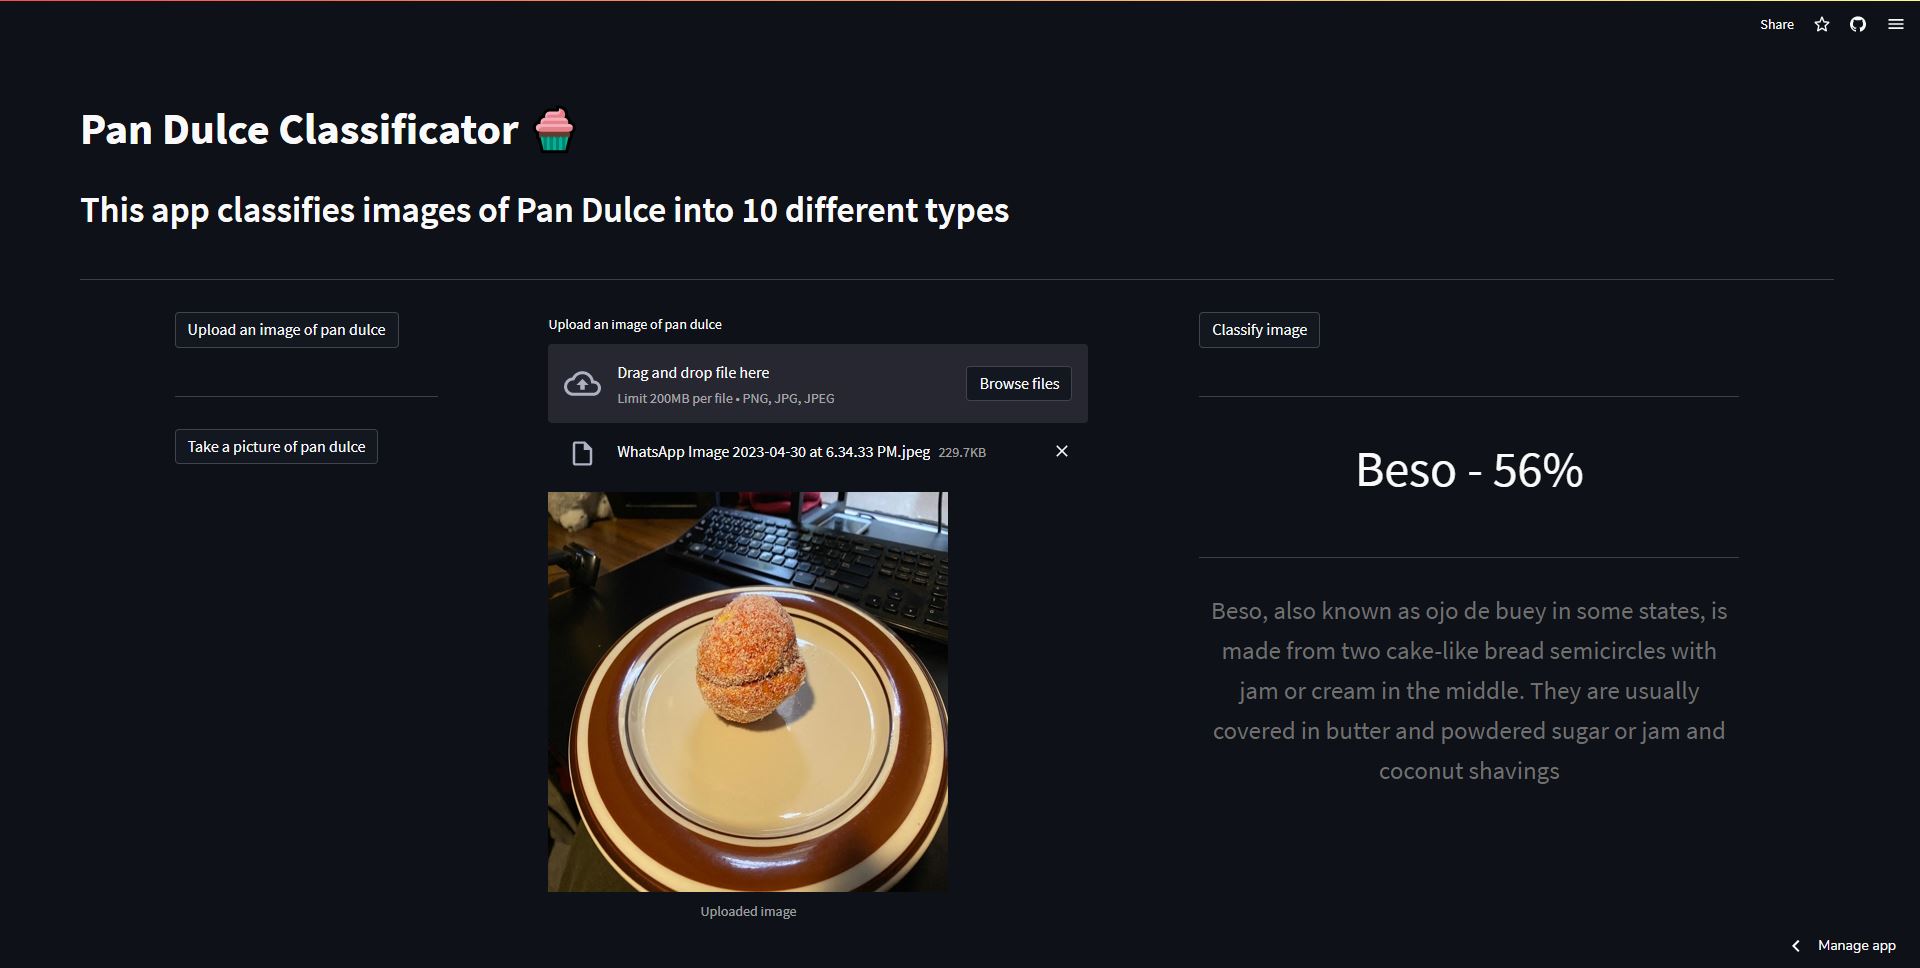 Share
Pan Dulce Classificator
This app classifies images of Pan Dulce into 10 different types
Upload an image of pan dulce
Take a picture of pan dulce
Upload an image of pan dulce
Drag and drop file here
Limit 200MB per file • PNG, JPG, JPEG
Browse files
WhatsApp Image 2023-04-30 at 6.34.33 PM.jpeg 229.7KB
Uploaded image
Classify image
Beso - 56%
Beso, also known as ojo de buey in some states, is
made from two cake-like bread semicircles with
jam or cream in the middle. They are usually
covered in butter and powdered sugar or jam and
coconut shavings
Manage app